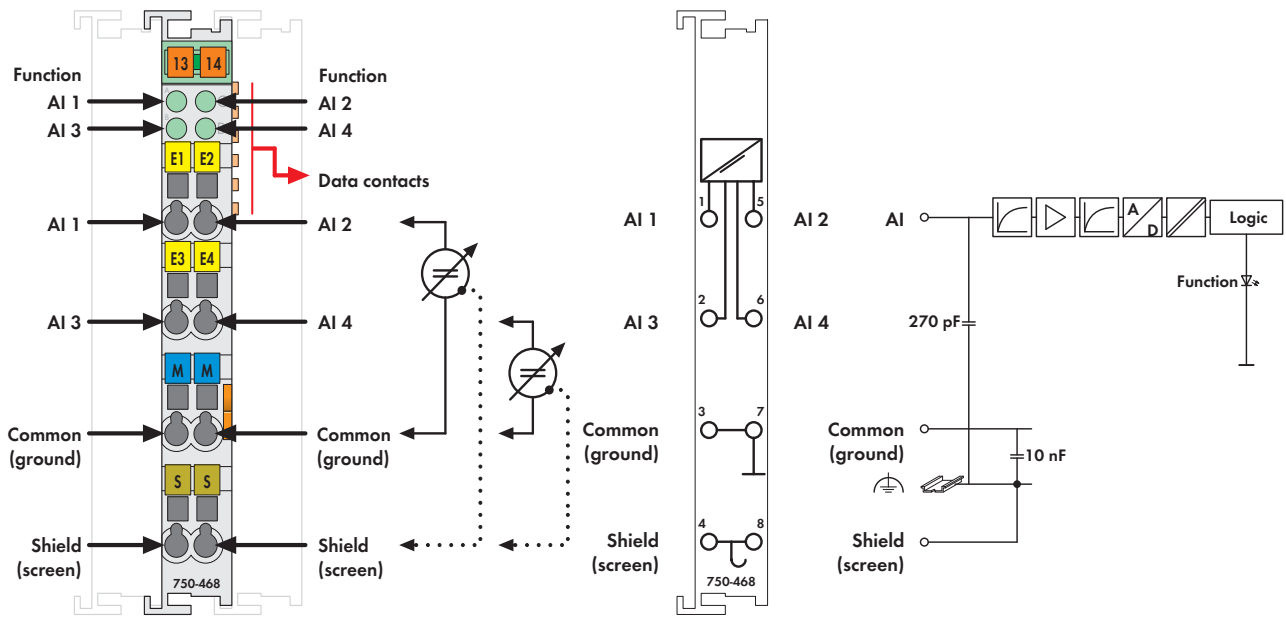 13 14
Function
Function
AI 1
AI 2
AI 3
AI 4
E1 E2
Data contacts
AI 1
AI 2
E3 E4
AI 3
AI 4
M M
Common
(ground)
Common
(ground)
S S
Shield
(screen)
Shield
(screen)
750-468
1
5
AI 1
AI 2
2
6
AI 3
AI 4
3
7
Common
(ground)
4
8
Shield
(screen)
750-468
AI
A
D
Logic
Function
270 pF
Common
(ground)
10 nF
Shield
(screen)